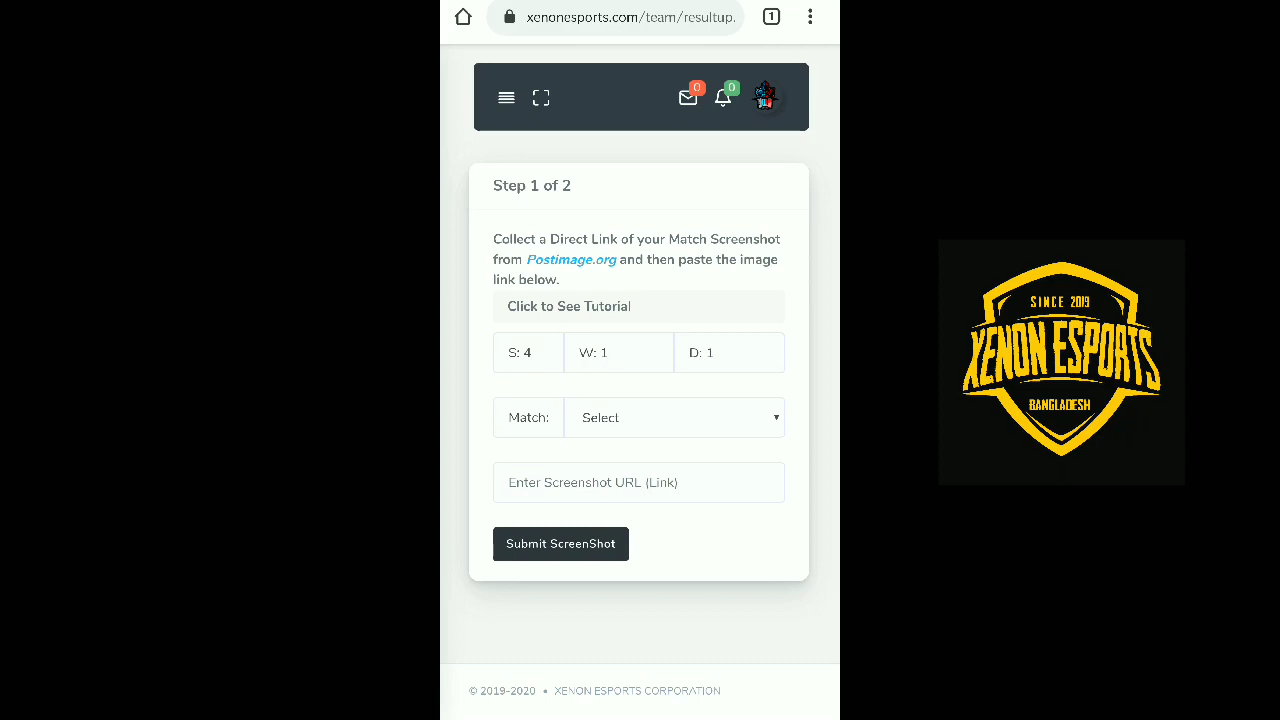 xenonesports.com/team/resultup.
1
0
0
Step 1 of 2
Collect a Direct Link of your Match Screenshot
from Postimage.org and then paste the image
link below.
Click to See Tutorial
S: 4
W: 1
D: 1
Match:
Select
Enter Screenshot URL (Link)
Submit ScreenShot
© 2019-2020 • XENON ESPORTS CORPORATION
SINCE 2019
XENON ESPORTS
BANGLADESH